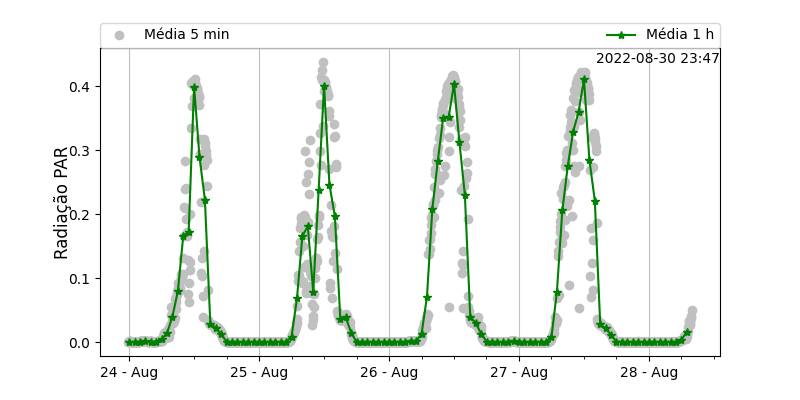 Média 5 min
Média 1 h
2022-08-30 23:47
Radiação PAR
0.4
0.3
0.2
0.1
0.0
24 - Aug
25 - Aug
26 - Aug
27 - Aug
28 - Aug